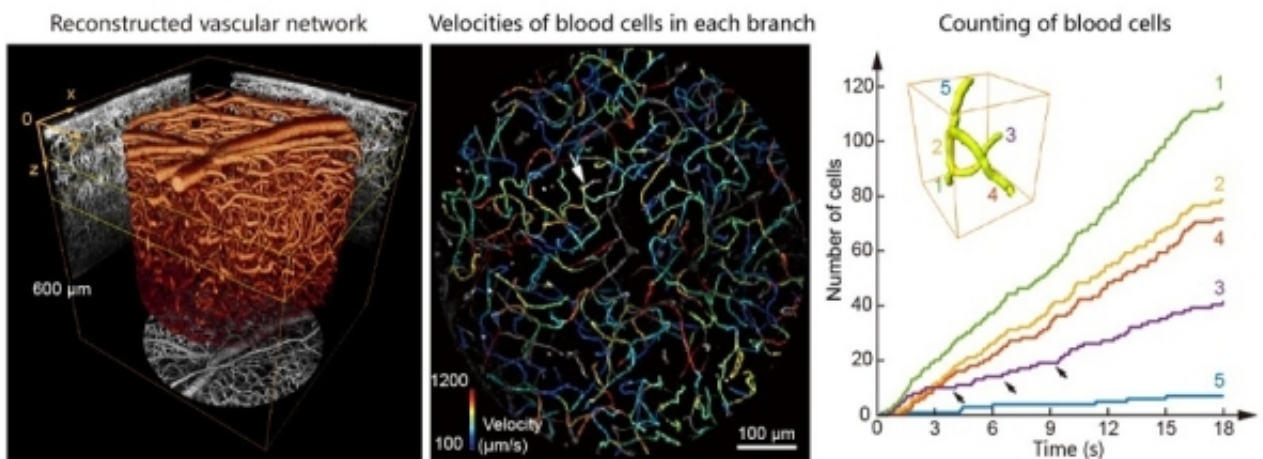 Reconstructed vascular network
Velocities of blood cells in each branch
Counting of blood cells
0
x
z
600 μm
1200
100
Velocity
(μm/s)
100 μm
Number of cells
120
100
80
60
40
20
0
0 3 6 9 12 15 18
Time (s)
5
2
3
1
4
1
2
4
3
5